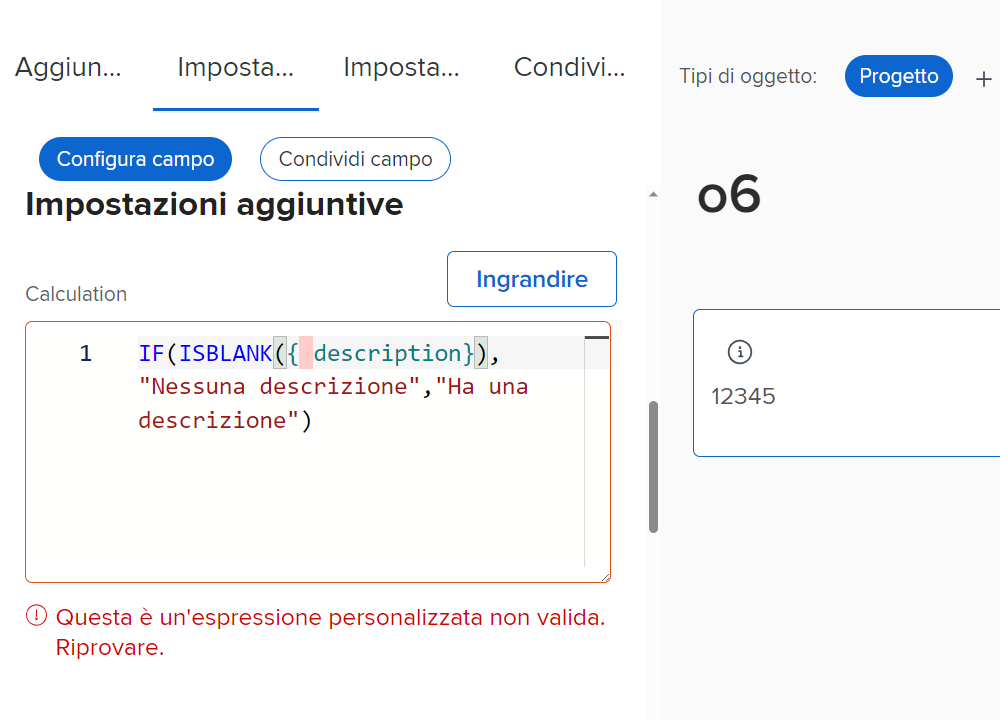 Aggiun... Imposta... Imposta... Condivi...
Tipi di oggetto: Progetto +
Configura campo Condividi campo
Impostazioni aggiuntive
o6
Ingrandire
Calculation
1 IF(ISBLANK({ description}),
"Nessuna descrizione","Ha una
descrizione")
12345
Questa è un'espressione personalizzata non valida.
Riprovare.